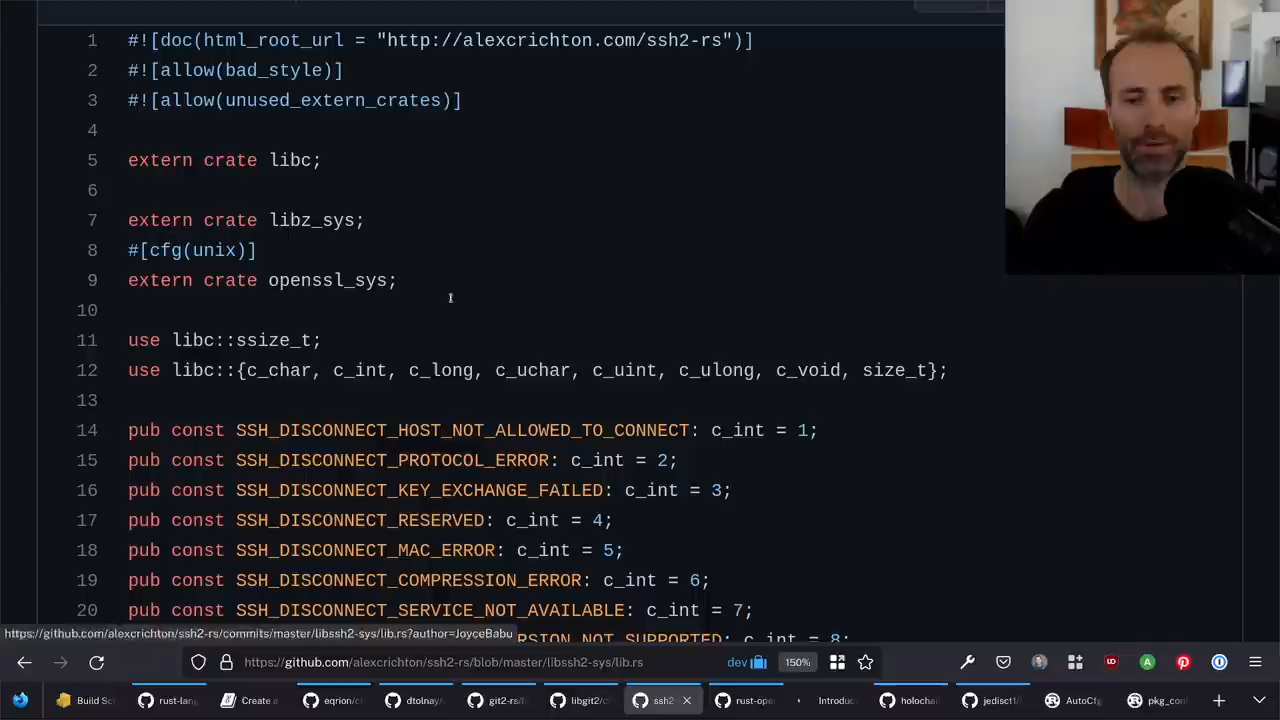 1 #![doc(html_root_url = "http://alexcrichton.com/ssh2-rs")]
2 #![allow(bad_style)]
3 #![allow(unused_extern_crates)]
4
5 extern crate libc;
6
7 extern crate libz_sys;
8 #[cfg(unix)]
9 extern crate openssl_sys;
10
11 use libc::ssize_t;
12 use libc::{c_char, c_int, c_long, c_uchar, c_uint, c_ulong, c_void, size_t};
13
14 pub const SSH_DISCONNECT_HOST_NOT_ALLOWED_TO_CONNECT: c_int = 1;
15 pub const SSH_DISCONNECT_PROTOCOL_ERROR: c_int = 2;
16 pub const SSH_DISCONNECT_KEY_EXCHANGE_FAILED: c_int = 3;
17 pub const SSH_DISCONNECT_RESERVED: c_int = 4;
18 pub const SSH_DISCONNECT_MAC_ERROR: c_int = 5;
19 pub const SSH_DISCONNECT_COMPRESSION_ERROR: c_int = 6;
20 pub const SSH_DISCONNECT_SERVICE_NOT_AVAILABLE: c_int = 7;
RSION_NOT_SUPPORTED: c_int = 8;
https://github.com/alexcrichton/ssh2-rs/commits/master/libssh2-sys/lib.rs?author=JoyceBabu
https://github.com/alexcrichton/ssh2-rs/blob/master/libssh2-sys/lib.rs dev 150%
Build Sc rust-lang Create a eqrion/c dtolnay/ git2-rs/l libgit2/c ssh2 rust-ope Introduc holochai jedisct1/ AutoCfg pkg_conf